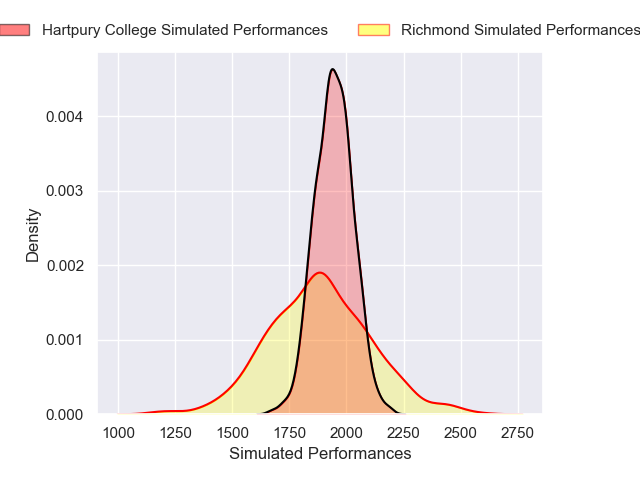 Hartpury College Simulated Performances
Richmond Simulated Performances
0.004
0.003
0.002
0.001
0.000
Density
1000 1250 1500 1750 2000 2250 2500 2750
Simulated Performances